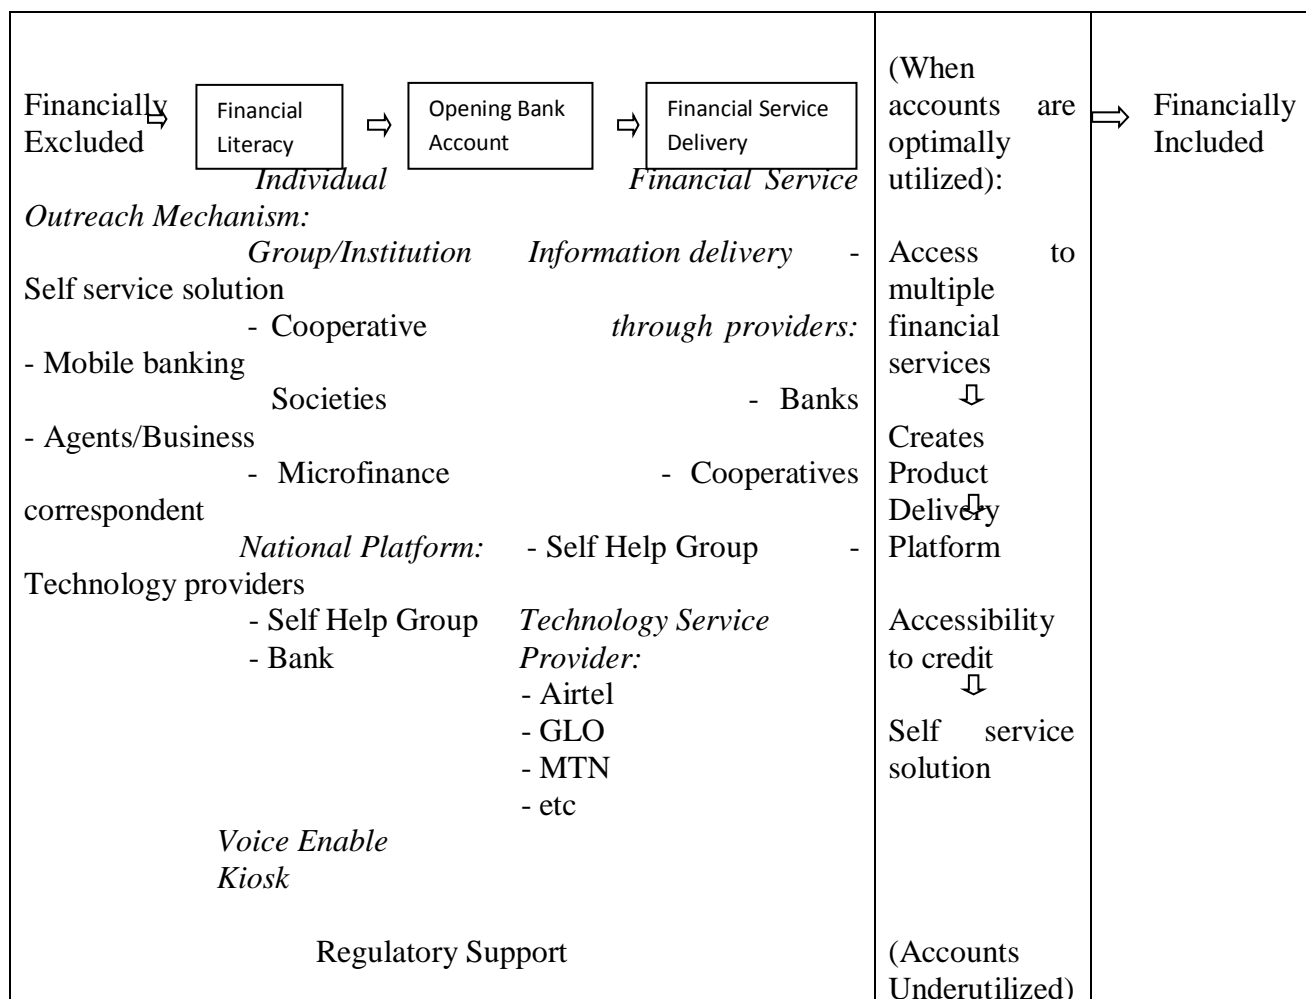 Financially
Excluded
Financial
Literacy
Opening Bank
Account
Financial Service
Delivery
Individual Financial Service
Outreach Mechanism:
Group/Institution Information delivery -
Self service solution
- Cooperative through providers:
- Mobile banking
Societies - Banks
- Agents/Business
- Microfinance - Cooperatives
correspondent
National Platform: - Self Help Group -
Technology providers
- Self Help Group Technology Service
- Bank Provider:
- Airtel
- GLO
- MTN
- etc
Voice Enable
Kiosk
Regulatory Support
(When
accounts are
optimally
utilized):
Access to
multiple
financial
services
Creates
Product
Delivery
Platform
Accessibility
to credit
Self service
solution
(Accounts
Underutilized)
Financially
Included